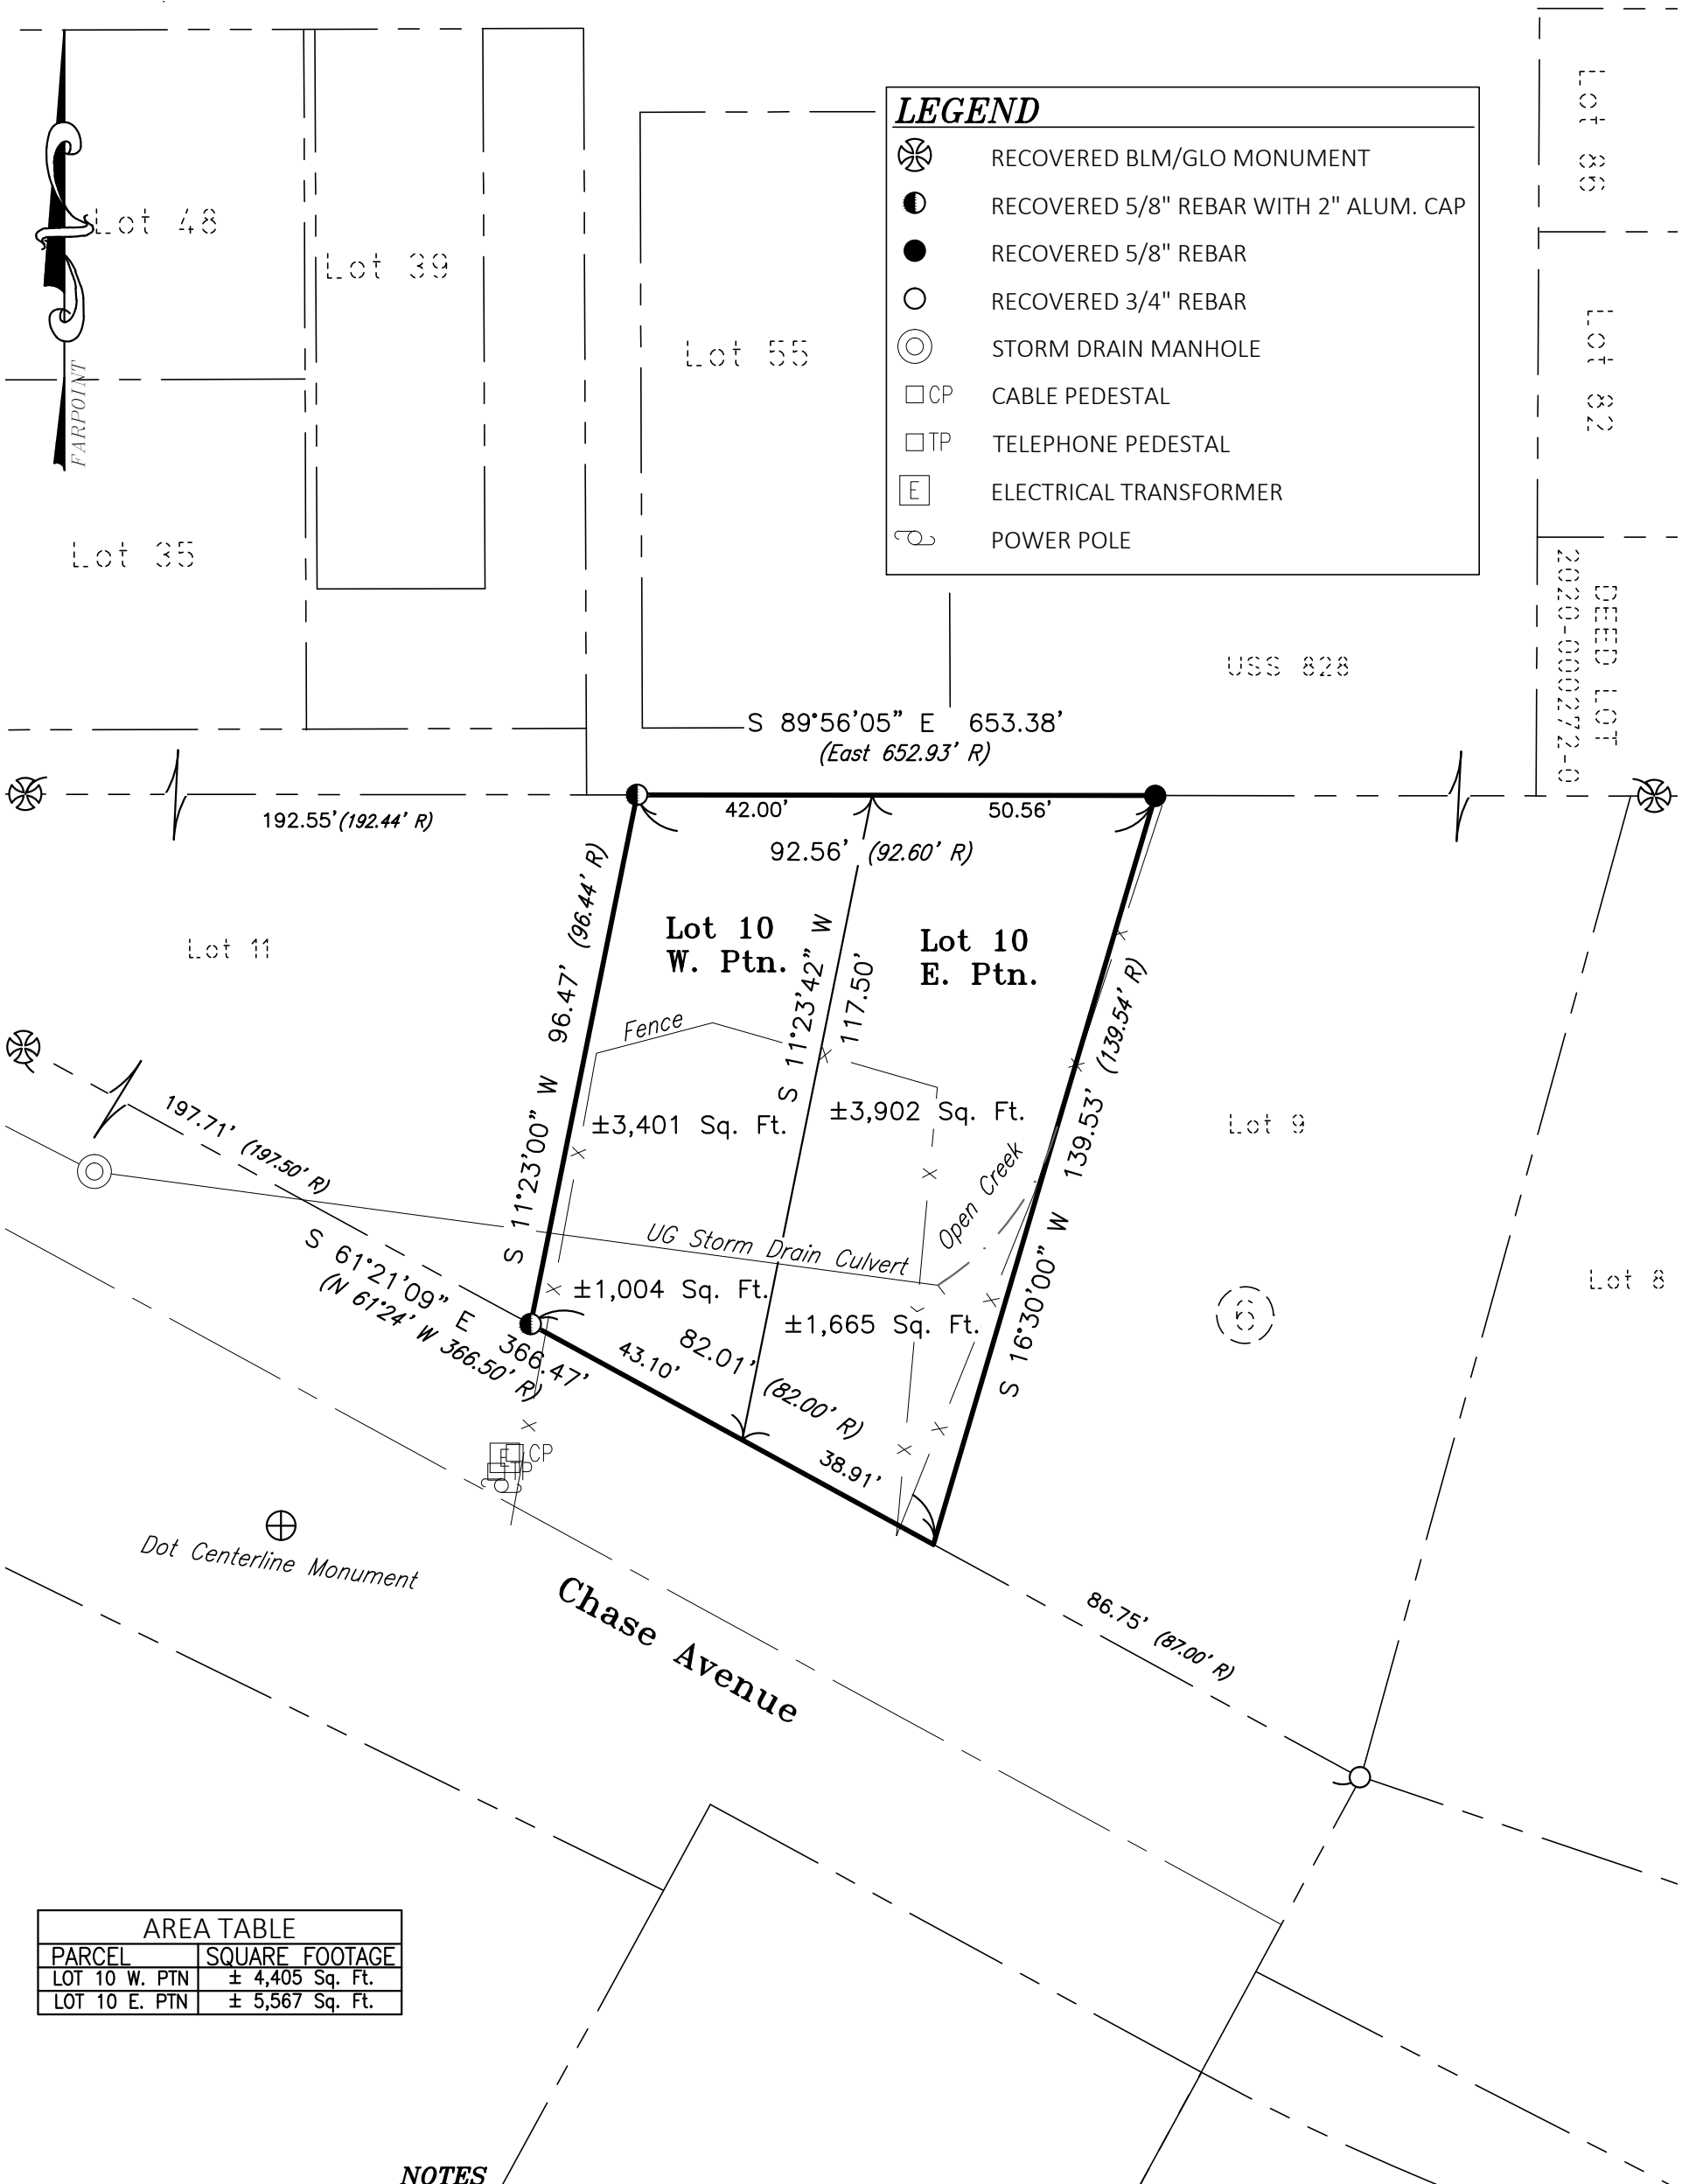 Lot 48
Lot 39
Lot 55
Lot 35
FARPOINT
LEGEND
RECOVERED BLM/GLO MONUMENT
RECOVERED 5/8" REBAR WITH 2" ALUM. CAP
RECOVERED 5/8" REBAR
RECOVERED 3/4" REBAR
STORM DRAIN MANHOLE
CP CABLE PEDESTAL
TP TELEPHONE PEDESTAL
E ELECTRICAL TRANSFORMER
POWER POLE
Lot 86
Lot 82
DEED LOT
2020-000272-0
USS 828
S 89°56'05" E 653.38'
(East 652.93' R)
192.55' (192.44' R)
42.00'
50.56'
92.56' (92.60' R)
Lot 11
S 11°23'00" W 96.47' (96.44' R)
Lot 10
W. Ptn.
S 11°23'42" W
117.50'
Lot 10
E. Ptn.
S 16°30'00" W 139.53' (139.54' R)
Fence
±3,401 Sq. Ft.
±3,902 Sq. Ft.
Lot 9
Open Creek
UG Storm Drain Culvert
197.71' (197.50' R)
S 61°21'09" E 366.47'
(N 61°24' W 366.50' R)
±1,004 Sq. Ft.
±1,665 Sq. Ft.
6
Lot 8
82.01' (82.00' R)
43.10'
38.91'
E
CP
TP
Dot Centerline Monument
Chase Avenue
86.75' (87.00' R)
AREA TABLE
PARCEL SQUARE FOOTAGE
LOT 10 W. PTN ± 4,405 Sq. Ft.
LOT 10 E. PTN ± 5,567 Sq. Ft.
NOTES